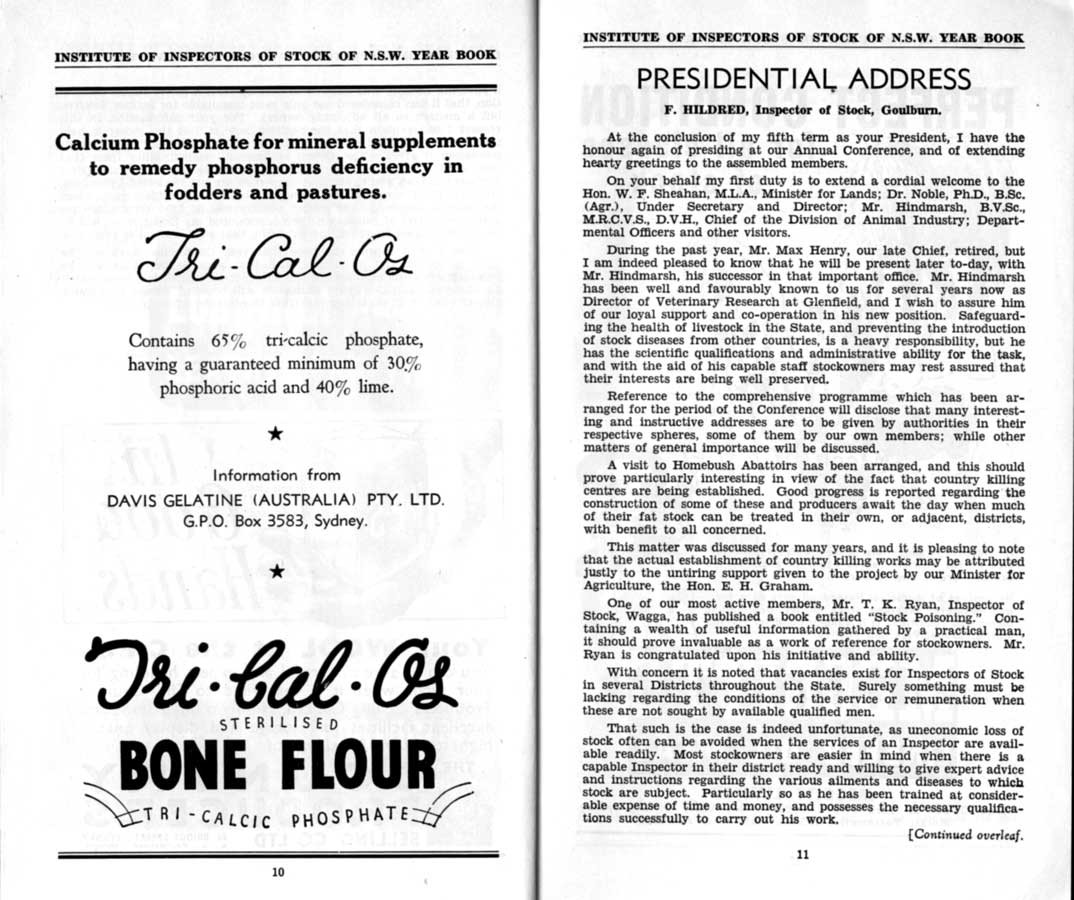 INSTITUTE OF INSPECTORS OF STOCK OF N.S.W. YEAR BOOK
Calcium Phosphate for mineral supplements
to remedy phosphorus deficiency in
fodders and pastures.
Tri-Cal-Os
Contains 65% tri-calcic phosphate,
having a guaranteed minimum of 30%
phosphoric acid and 40% lime.
★
Information from
DAVIS GELATINE (AUSTRALIA) PTY. LTD.
G.P.O. Box 3583, Sydney.
★
Tri-Cal-Os
STERILISED
BONE FLOUR
TRI-CALCIC PHOSPHATE
10
INSTITUTE OF INSPECTORS OF STOCK OF N.S.W. YEAR BOOK
PRESIDENTIAL ADDRESS
F. HILDRED, Inspector of Stock, Goulburn.
At the conclusion of my fifth term as your President, I have the
honour again of presiding at our Annual Conference, and of extending
hearty greetings to the assembled members.
On your behalf my first duty is to extend a cordial welcome to the
Hon. W. F. Sheahan, M.L.A., Minister for Lands; Dr. Noble, Ph.D., B.Sc.
(Agr.), Under Secretary and Director; Mr. Hindmarsh, B.V.Sc.,
M.R.C.V.S., D.V.H., Chief of the Division of Animal Industry; Depart-
mental Officers and other visitors.
During the past year, Mr. Max Henry, our late Chief, retired, but
I am indeed pleased to know that he will be present later to-day, with
Mr. Hindmarsh, his successor in that important office. Mr. Hindmarsh
has been well and favourably known to us for several years now as
Director of Veterinary Research at Glenfield, and I wish to assure him
of our loyal support and co-operation in his new position. Safeguard-
ing the health of livestock in the State, and preventing the introduction
of stock diseases from other countries, is a heavy responsibility, but he
has the scientific qualifications and administrative ability for the task,
and with the aid of his capable staff stockowners may rest assured that
their interests are being well preserved.
Reference to the comprehensive programme which has been ar-
ranged for the period of the Conference will disclose that many interest-
ing and instructive addresses are to be given by authorities in their
respective spheres, some of them by our own members; while other
matters of general importance will be discussed.
A visit to Homebush Abattoirs has been arranged, and this should
prove particularly interesting in view of the fact that country killing
centres are being established. Good progress is reported regarding the
construction of some of these and producers await the day when much
of their fat stock can be treated in their own, or adjacent, districts,
with benefit to all concerned.
This matter was discussed for many years, and it is pleasing to note
that the actual establishment of country killing works may be attributed
justly to the untiring support given to the project by our Minister for
Agriculture, the Hon. E. H. Graham.
One of our most active members, Mr. T. K. Ryan, Inspector of
Stock, Wagga, has published a book entitled "Stock Poisoning." Con-
taining a wealth of useful information gathered by a practical man,
it should prove invaluable as a work of reference for stockowners. Mr.
Ryan is congratulated upon his initiative and ability.
With concern it is noted that vacancies exist for Inspectors of Stock
in several Districts throughout the State. Surely something must be
lacking regarding the conditions of the service or remuneration when
these are not sought by available qualified men.
That such is the case is indeed unfortunate, as uneconomic loss of
stock often can be avoided when the services of an Inspector are avail-
able readily. Most stockowners are easier in mind when there is a
capable Inspector in their district ready and willing to give expert advice
and instructions regarding the various ailments and diseases to which
stock are subject. Particularly so as he has been trained at consider-
able expense of time and money, and possesses the necessary qualifica-
tions successfully to carry out his work.
[Continued overleaf.
11